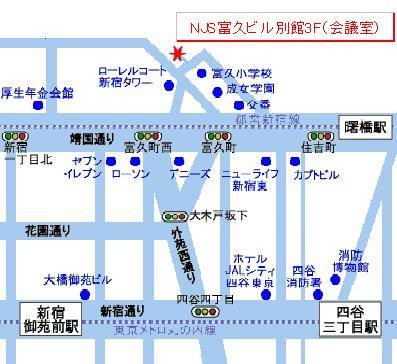 NJS富久ビル別館3F(会議室)
ローレルコート
新宿タワー
富久小学校
成女学園
交番
厚生年金会館
都営新宿線
曙橋駅
靖国通り
新宿
一丁目北
富久町西
富久町
住吉町
セブン
イレブン
ローソン
デニーズ
ニューライフ
新宿東
カブトビル
大木戸坂下
花園通り
外苑西通り
大橋御苑ビル
ホテル
JALシティ
四谷東京
四谷
消防署
消防
博物館
四谷四丁目
新宿
御苑前駅
新宿通り
四谷
三丁目駅
東京メトロ丸の内線